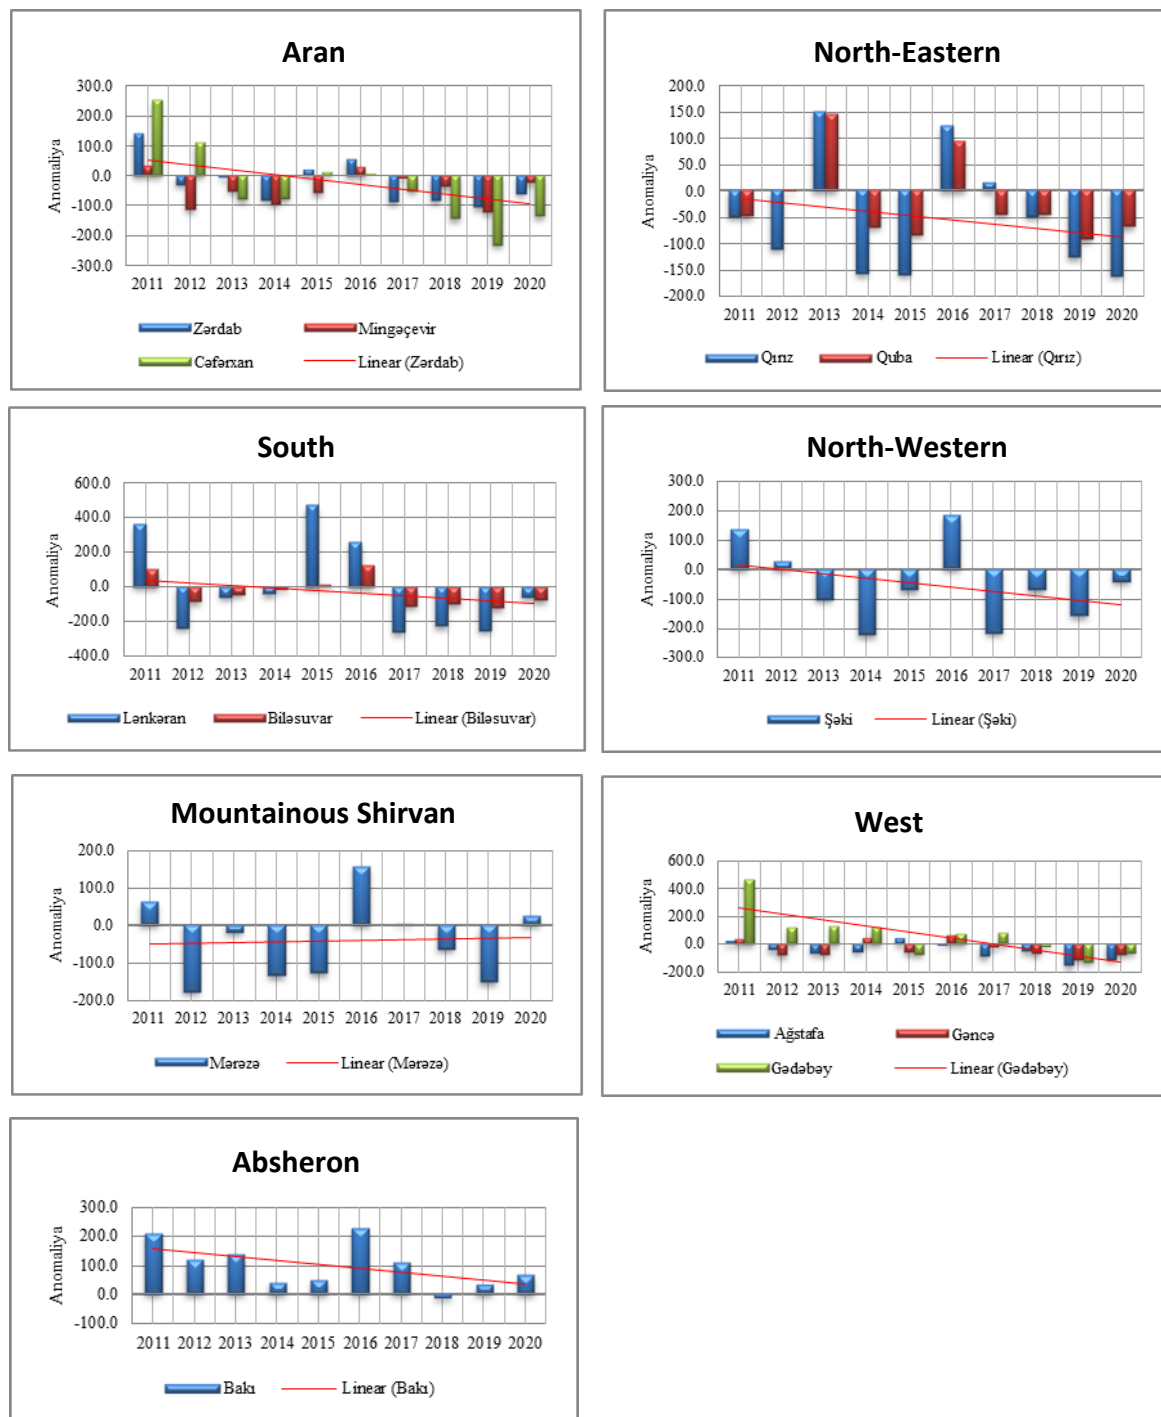 Aran
Anomaliya
300.0
200.0
100.0
0.0
-100.0
-200.0
-300.0
2011 2012 2013 2014 2015 2016 2017 2018 2019 2020
Zərdab Mingəçevir
Cəfərxan Linear (Zərdab)
North-Eastern
Anomaliya
200.0
150.0
100.0
50.0
0.0
-50.0
-100.0
-150.0
-200.0
2011 2012 2013 2014 2015 2016 2017 2018 2019 2020
Qırız Quba Linear (Qırız)
South
Anomaliya
600.0
400.0
200.0
0.0
-200.0
-400.0
2011 2012 2013 2014 2015 2016 2017 2018 2019 2020
Lənkəran Biləsuvar Linear (Biləsuvar)
North-Western
Anomaliya
300.0
200.0
100.0
0.0
-100.0
-200.0
-300.0
2011 2012 2013 2014 2015 2016 2017 2018 2019 2020
Şəki Linear (Şəki)
Mountainous Shirvan
Anomaliya
200.0
100.0
0.0
-100.0
-200.0
2011 2012 2013 2014 2015 2016 2017 2018 2019 2020
Mərəzə Linear (Mərəzə)
West
Anomaliya
600.0
400.0
200.0
0.0
-200.0
2011 2012 2013 2014 2015 2016 2017 2018 2019 2020
Ağstafa Gəncə
Gədəbəy Linear (Gədəbəy)
Absheron
Anomaliya
300.0
200.0
100.0
0.0
-100.0
2011 2012 2013 2014 2015 2016 2017 2018 2019 2020
Bakı Linear (Bakı)